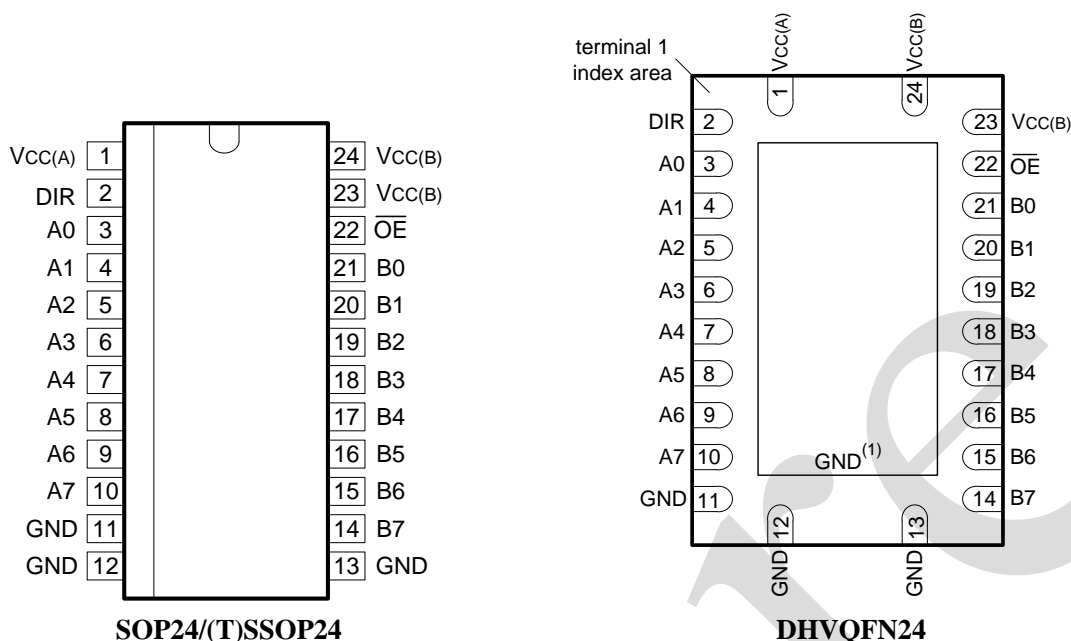 VCC(A) 1
DIR 2
A0 3
A1 4
A2 5
A3 6
A4 7
A5 8
A6 9
A7 10
GND 11
GND 12
24 VCC(B)
23 VCC(B)
22 O̅E̅
21 B0
20 B1
19 B2
18 B3
17 B4
16 B5
15 B6
14 B7
13 GND
SOP24/(T)SSOP24
terminal 1
index area
VCC(A) 1
VCC(B) 24
DIR 2
A0 3
A1 4
A2 5
A3 6
A4 7
A5 8
A6 9
A7 10
GND 11
23 VCC(B)
22 O̅E̅
21 B0
20 B1
19 B2
18 B3
17 B4
16 B5
15 B6
14 B7
GND(1)
GND 12
GND 13
DHVQFN24